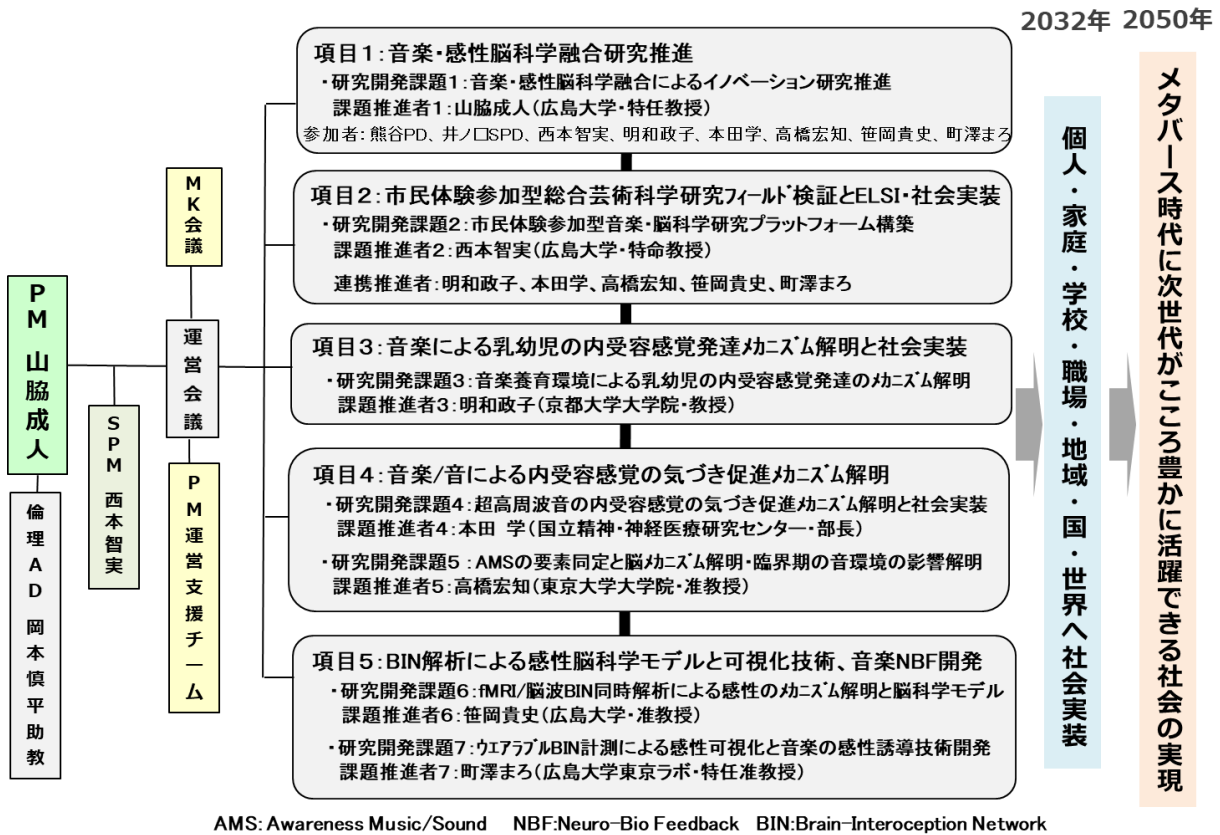 2032年 2050年
項目1:音楽・感性脳科学融合研究推進
・研究開発課題1:音楽・感性脳科学融合によるイノベーション研究推進
課題推進者1:山脇成人(広島大学・特任教授)
参加者:熊谷PD、井ノ口SPD、西本智実、明和政子、本田学、高橋宏知、笹岡貴史、町澤まろ
項目2:市民体験参加型総合芸術科学研究フィールド検証とELSI・社会実装
・研究開発課題2:市民体験参加型音楽・脳科学研究プラットフォーム構築
課題推進者2:西本智実(広島大学・特命教授)
連携推進者:明和政子、本田学、高橋宏知、笹岡貴史、町澤まろ
項目3:音楽による乳幼児の内受容感覚発達メカニズム解明と社会実装
・研究開発課題3:音楽養育環境による乳幼児の内受容感覚発達のメカニズム解明
課題推進者3:明和政子(京都大学大学院・教授)
項目4:音楽/音による内受容感覚の気づき促進メカニズム解明
・研究開発課題4:超高周波音の内受容感覚の気づき促進メカニズム解明と社会実装
課題推進者4:本田 学(国立精神・神経医療研究センター・部長)
・研究開発課題5:AMSの要素同定と脳メカニズム解明・臨界期の音環境の影響解明
課題推進者5:高橋宏知(東京大学大学院・准教授)
項目5:BIN解析による感性脳科学モデルと可視化技術、音楽NBF開発
・研究開発課題6:fMRI/脳波BIN同時解析による感性のメカニズム解明と脳科学モデル
課題推進者6:笹岡貴史(広島大学・准教授)
・研究開発課題7:ウエアラブルBIN計測による感性可視化と音楽の感性誘導技術開発
課題推進者7:町澤まろ(広島大学東京ラボ・特任准教授)
PM 山脇成人
倫理AD 岡本慎平助教
SPM 西本智実
MK会議
運営会議
PM運営支援チーム
個人・家庭・学校・職場・地域・国・世界へ社会実装
メタバース時代に次世代がこころ豊かに活躍できる社会の実現
AMS:Awareness Music/Sound NBF:Neuro-Bio Feedback BIN:Brain-Interoception Network